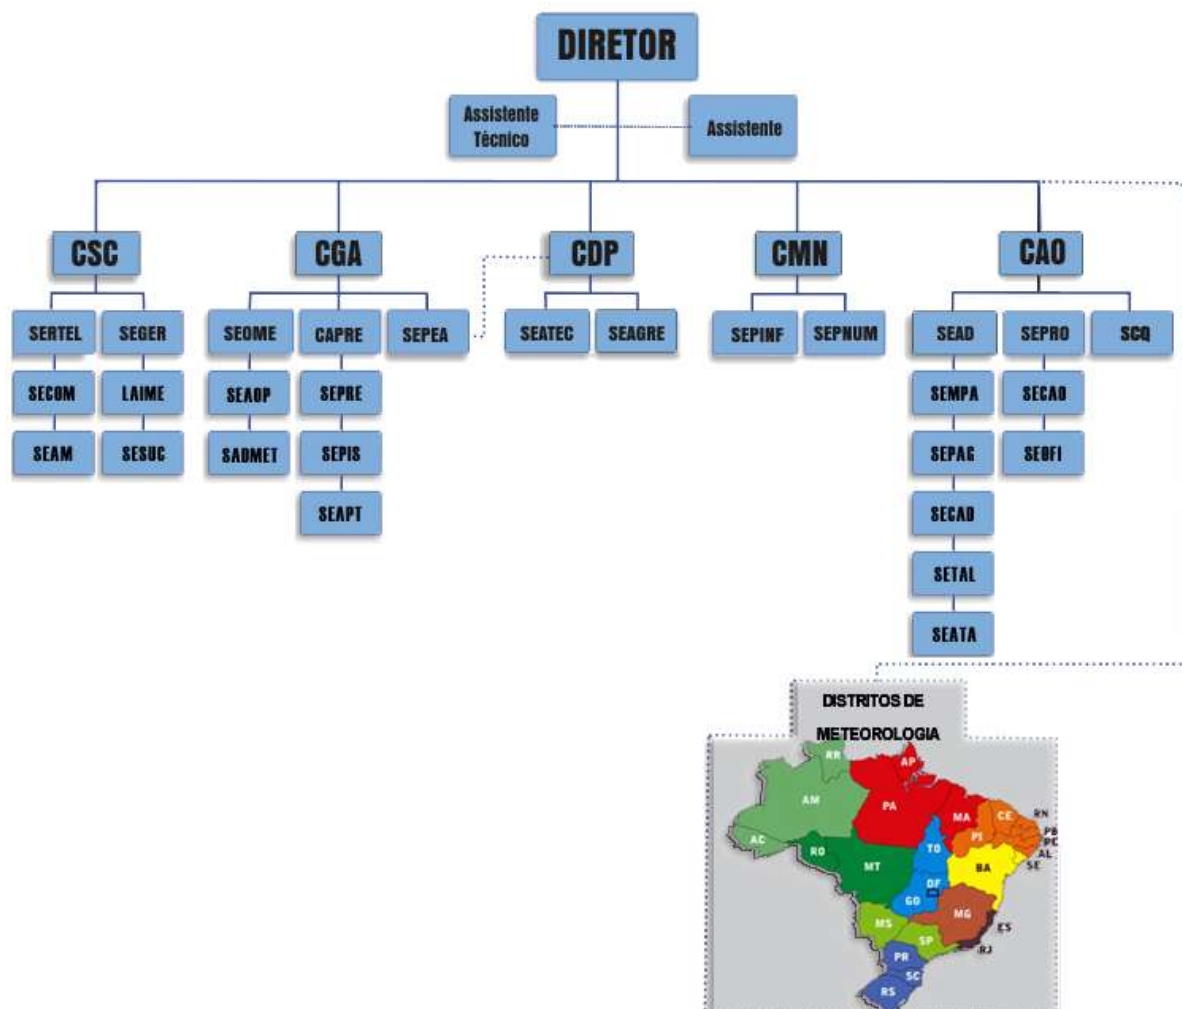 DIRETOR
Assistente
Técnico
Assistente
CSC
CGA
CDP
CMN
CAO
SERTEL
SEGER
SEOME
CAPRE
SEPEA
SEATEC
SEAGRE
SEPINF
SEPNUM
SEAD
SEPRO
SCQ
SECOM
LAIME
SEAOP
SEPRE
SEMPA
SECAO
SEAM
SESUC
SADMET
SEPIS
SEPAG
SEOFI
SEAPT
SECAD
SETAL
SEATA
DISTRITOS DE
METEOROLOGIA
RR
AP
AM
PA
MA
CE
RN
PB
PI
PE
AL
SE
AC
RO
MT
TO
BA
DF
GO
MG
MS
ES
SP
RJ
PR
SC
RS